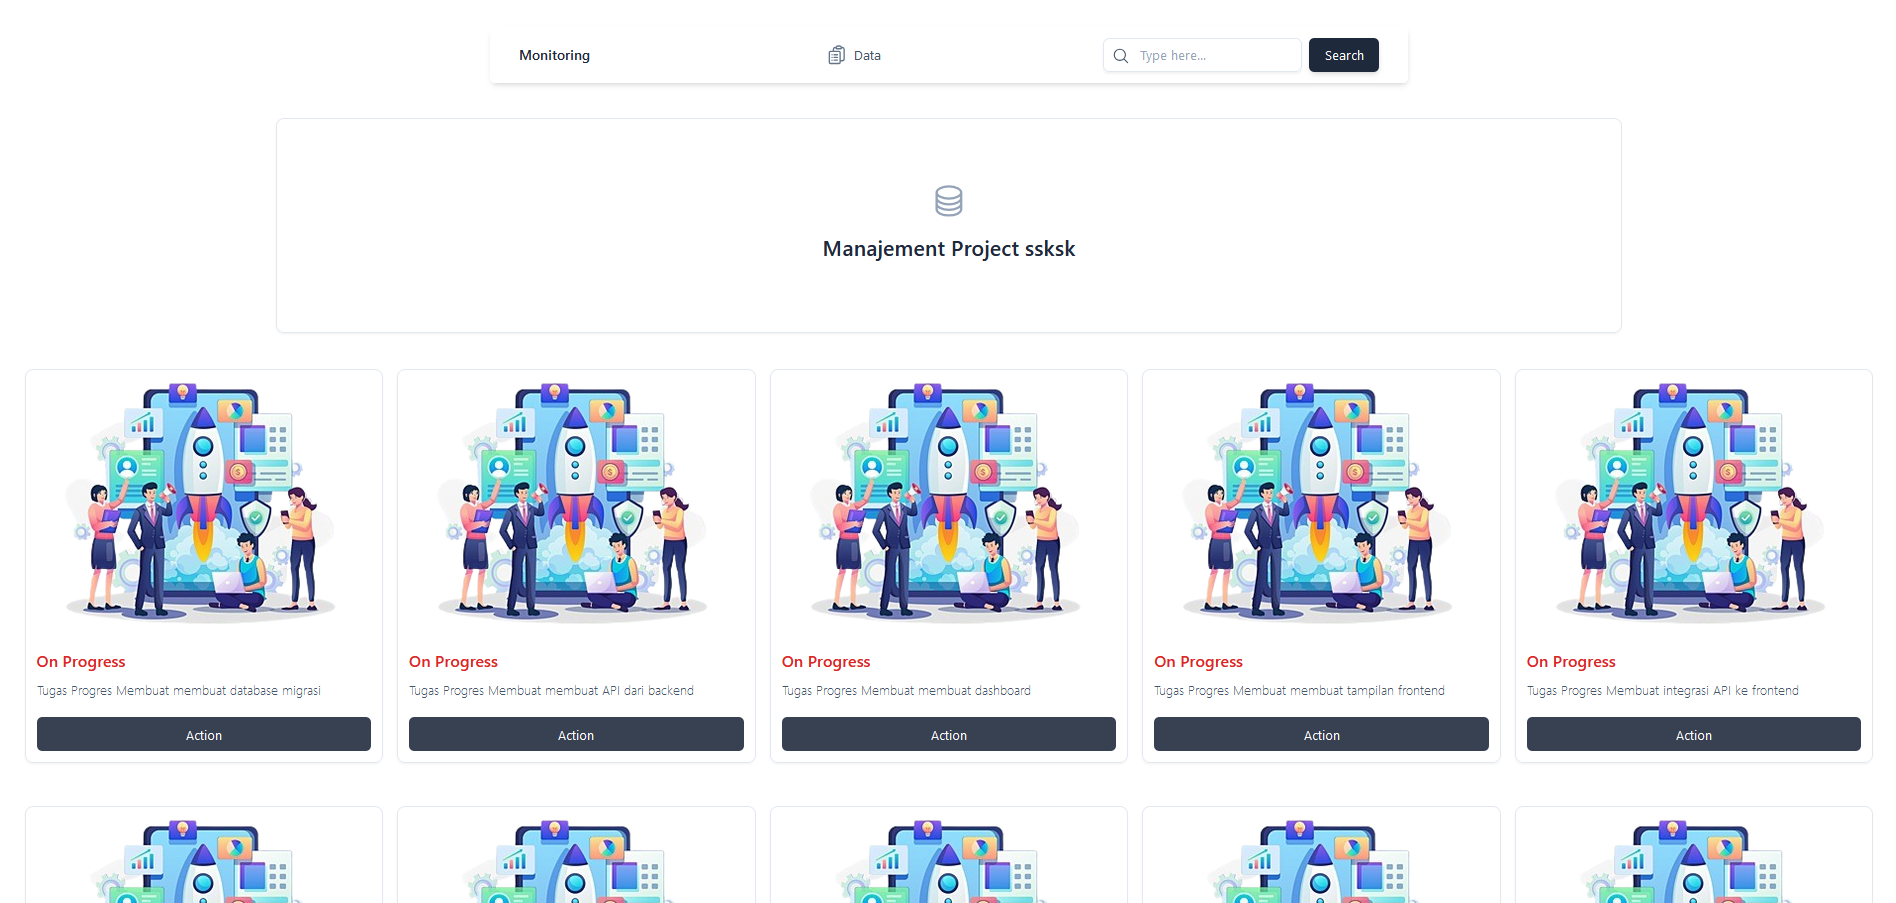 Monitoring
Data
Type here...
Search
Manajement Project ssksk
On Progress
Tugas Progres Membuat membuat database migrasi
Action
On Progress
Tugas Progres Membuat membuat API dari backend
Action
On Progress
Tugas Progres Membuat membuat dashboard
Action
On Progress
Tugas Progres Membuat membuat tampilan frontend
Action
On Progress
Tugas Progres Membuat integrasi API ke frontend
Action